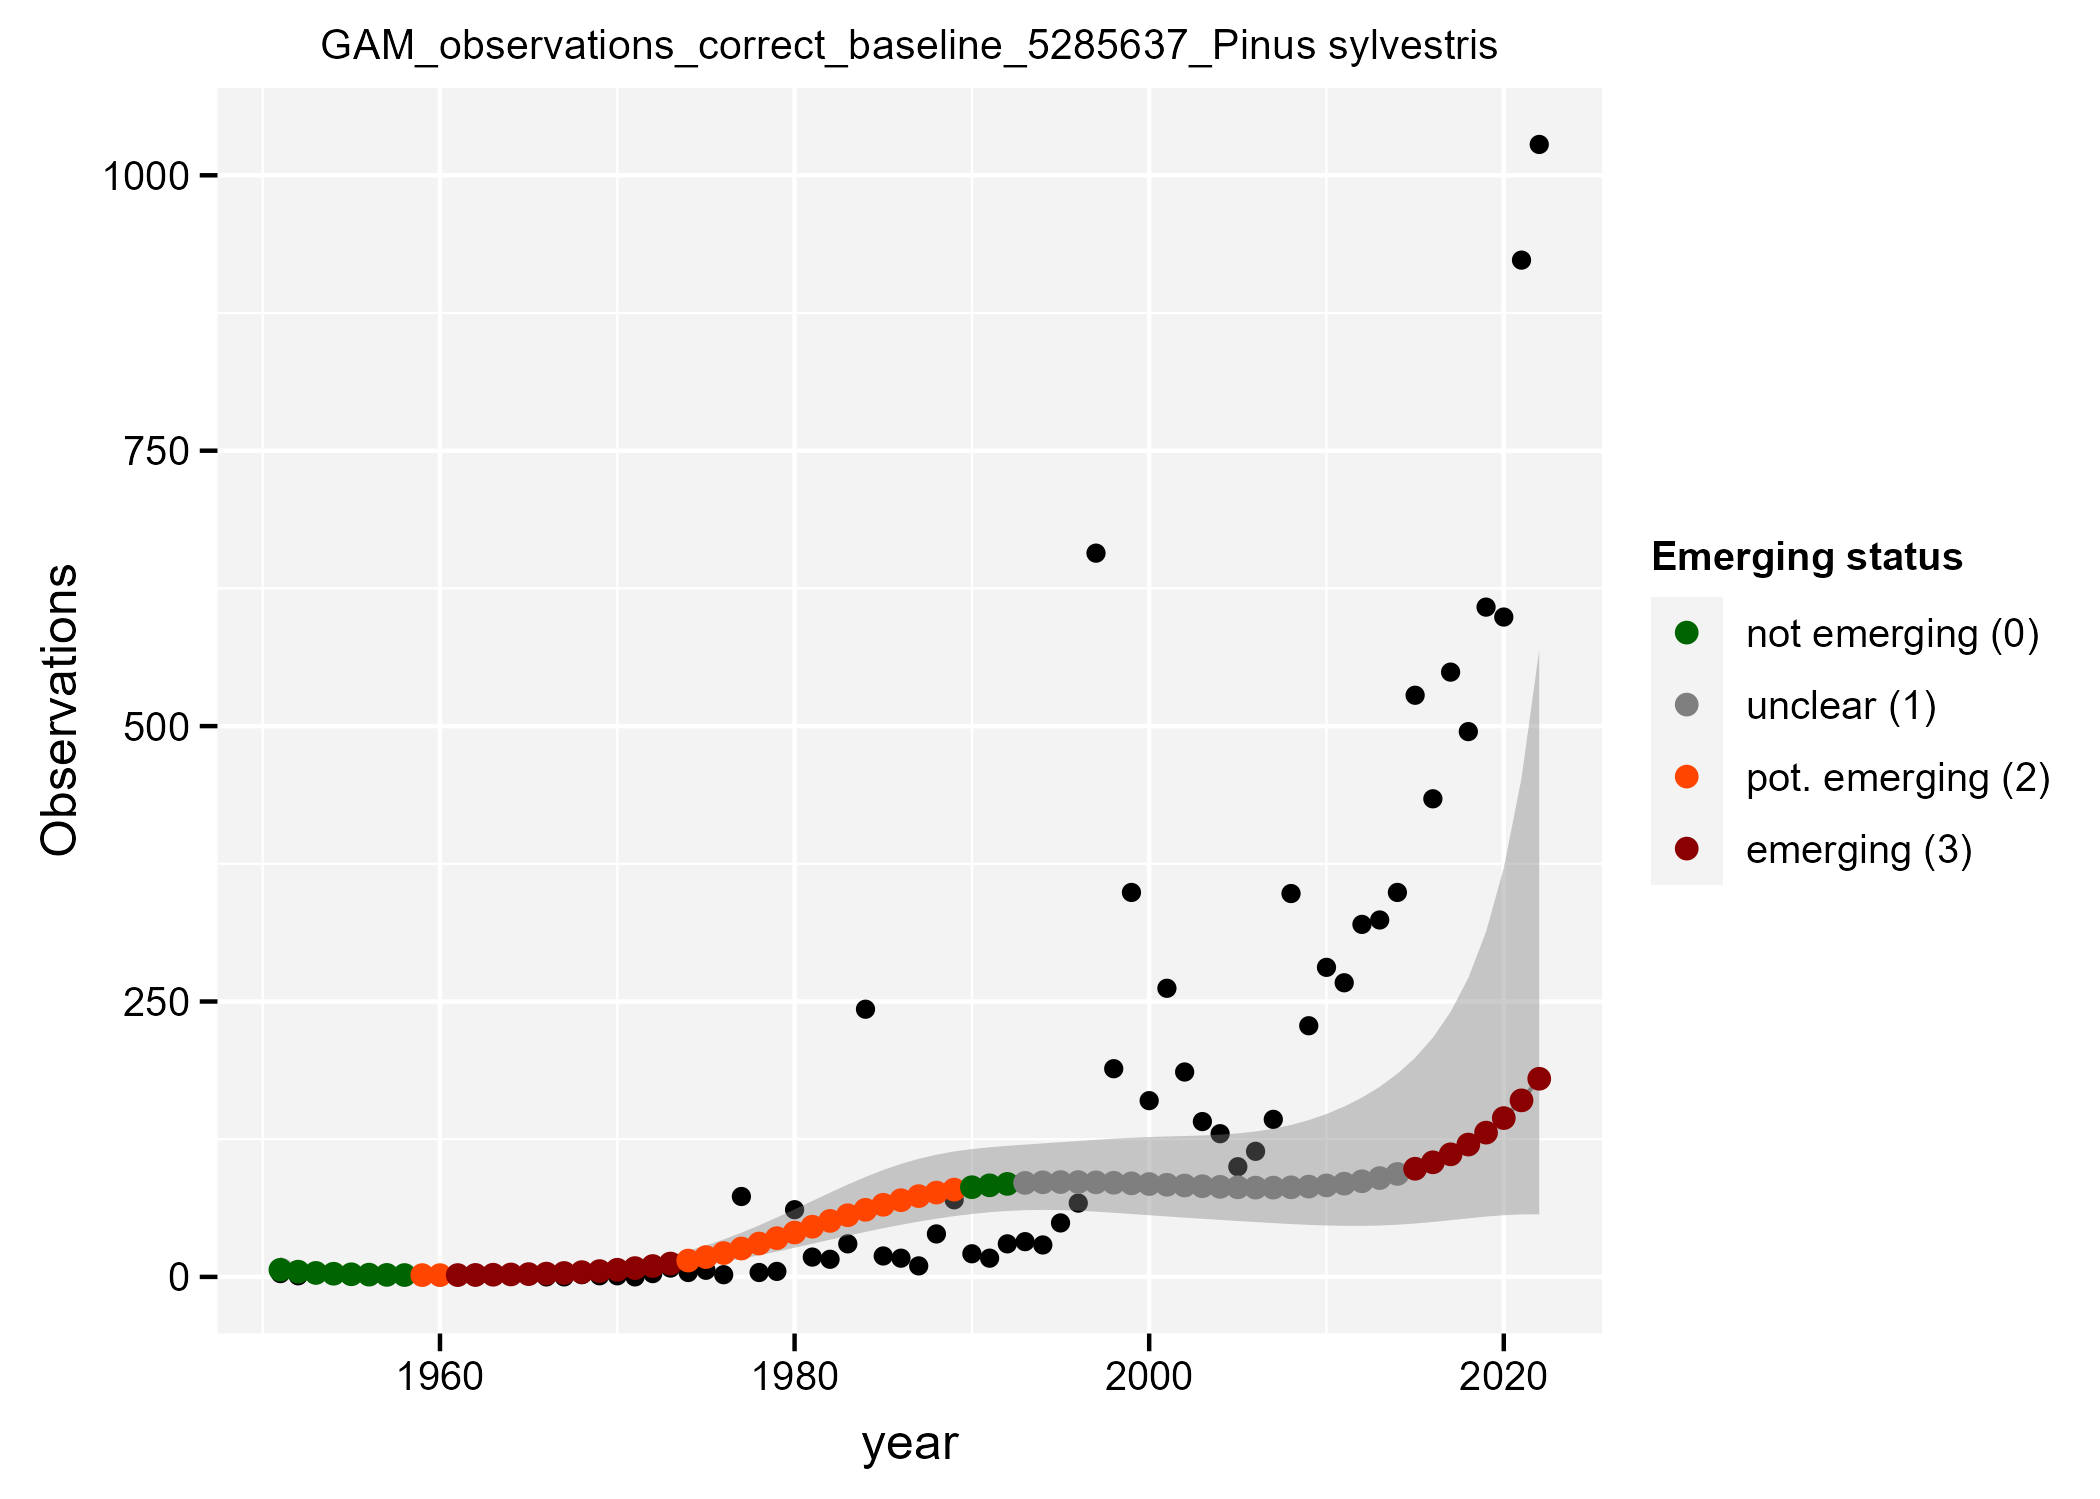 GAM_observations_correct_baseline_5285637_Pinus sylvestris
1000
750
500
250
0
Observations
1960 1980 2000 2020
year
Emerging status
not emerging (0)
unclear (1)
pot. emerging (2)
emerging (3)